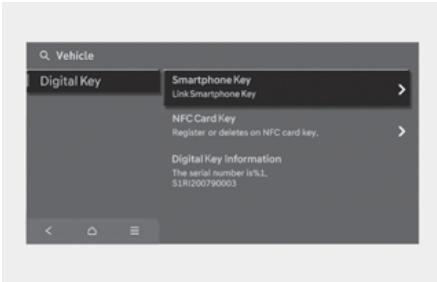 Vehicle
Digital Key
Smartphone Key
Link Smartphone Key
NFC Card Key
Register or deletes on NFC card key,
Digital Key Information
The serial number is%1.
S1RI200790003